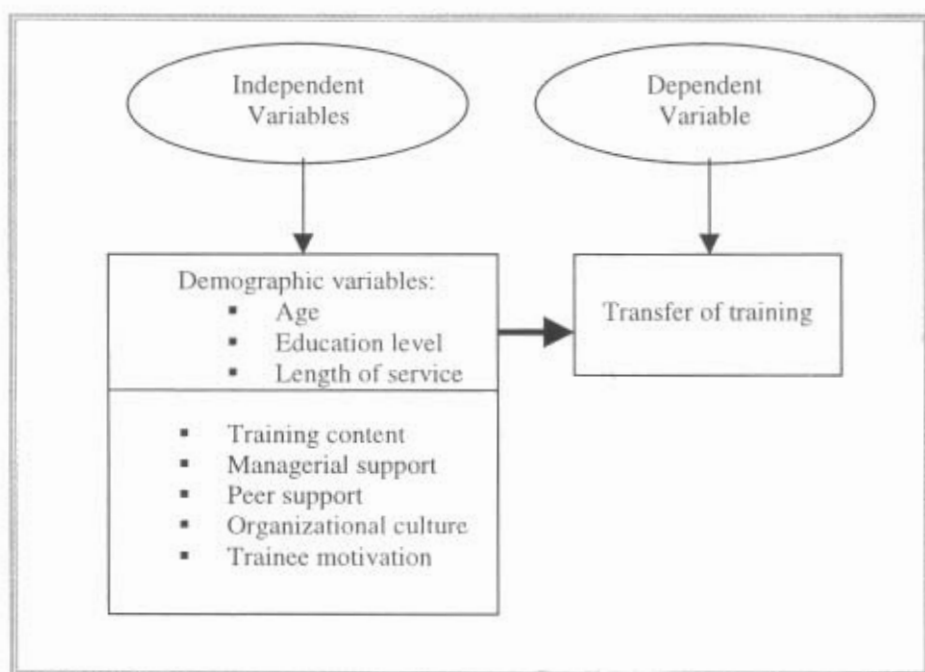 Independent
Variables
Dependent
Variable
Demographic variables:
▪ Age
▪ Education level
▪ Length of service
Transfer of training
▪ Training content
▪ Managerial support
▪ Peer support
▪ Organizational culture
▪ Trainee motivation